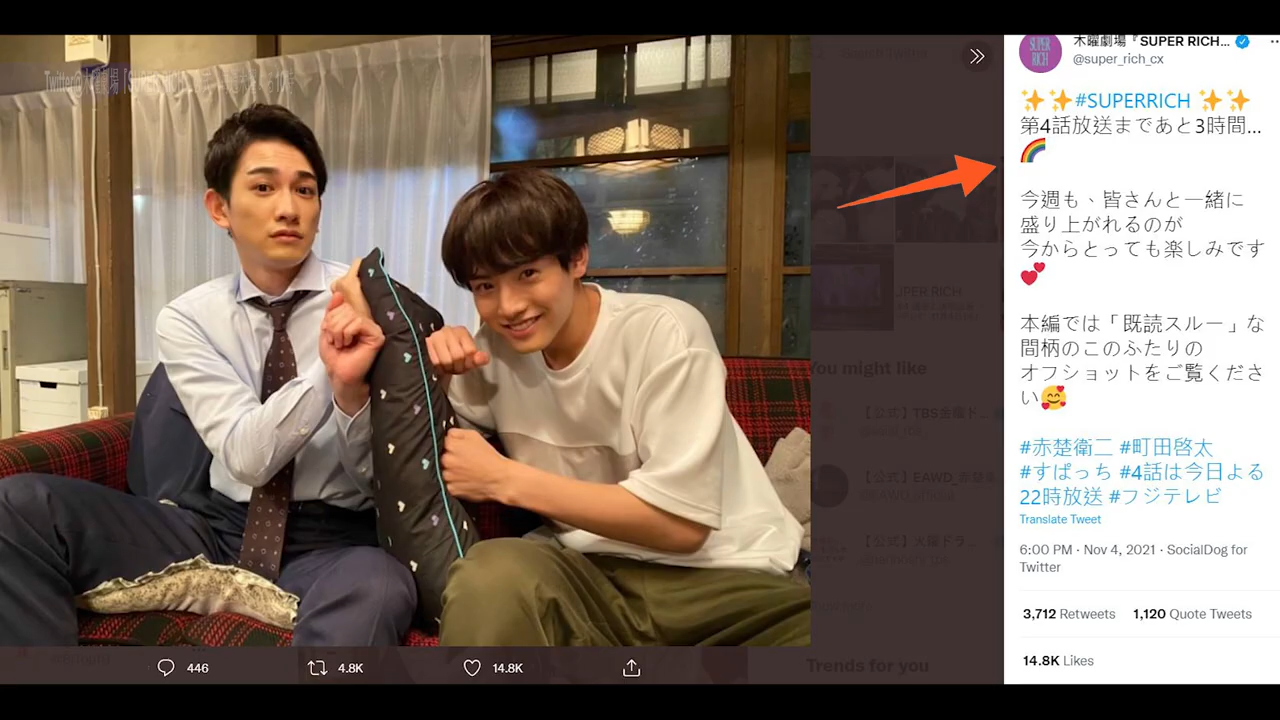 木曜劇場『SUPER RICH...
@super_rich_cx
✨✨#SUPERRICH ✨✨
第4話放送まであと3時間...
🌈
今週も、皆さんと一緒に
盛り上がれるのが
今からとっても楽しみです
💕
本編では「既読スルー」な
間柄のこのふたりの
オフショットをご覧くださ
い🥰
#赤楚衛二 #町田啓太
#すぱっち #4話は今日よる
22時放送 #フジテレビ
Translate Tweet
6:00 PM · Nov 4, 2021 · SocialDog for
Twitter
3,712 Retweets 1,120 Quote Tweets
14.8K Likes
SUPER
RICH
Search Twitter
You might like
Trends for you
446 4.8K 14.8K